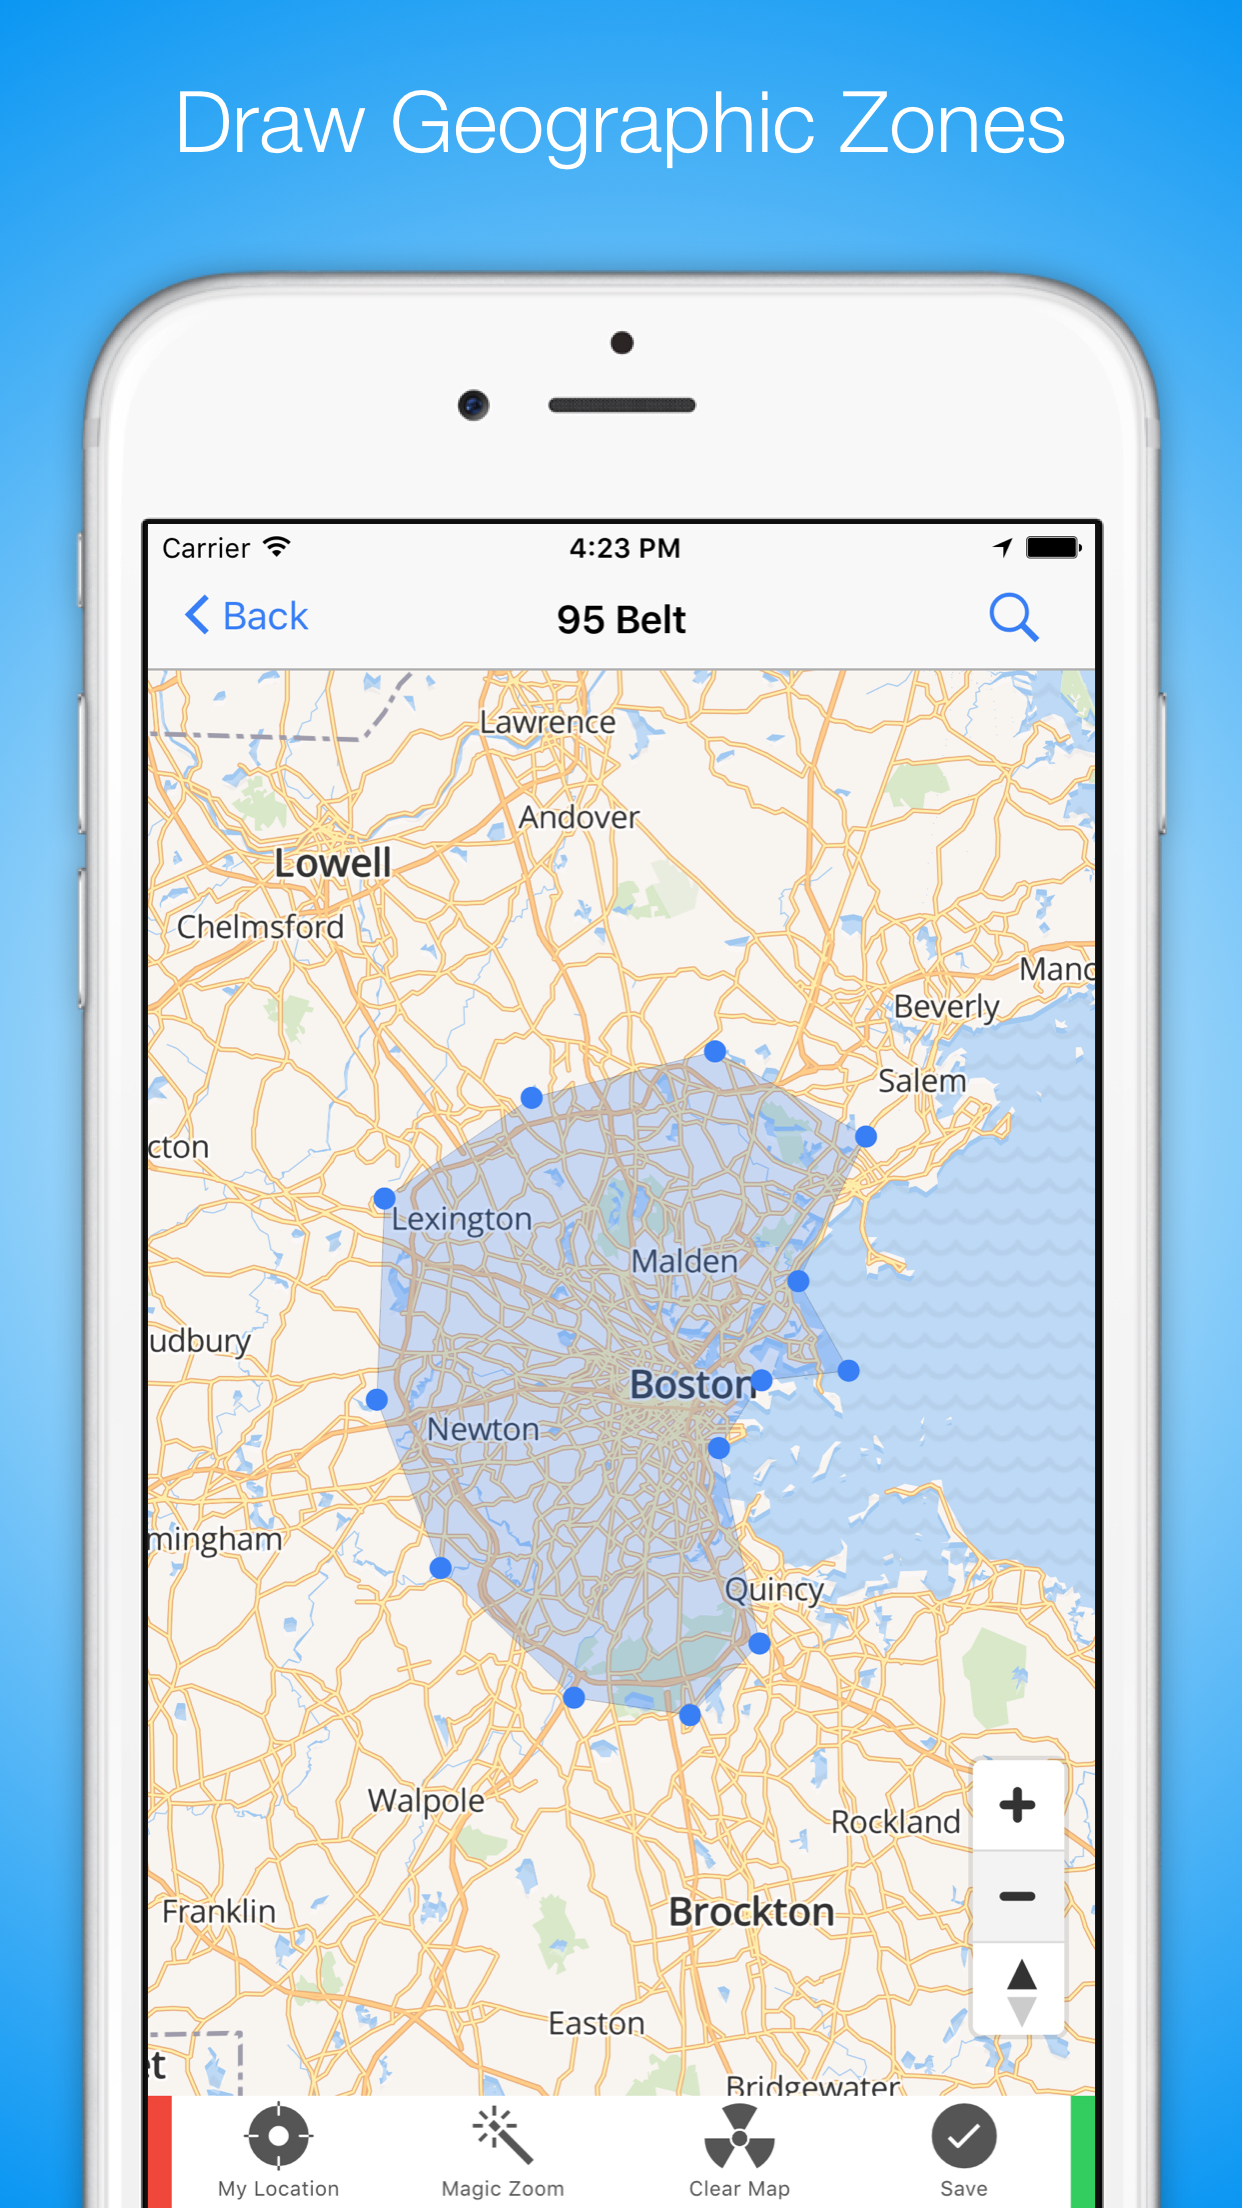 Draw Geographic Zones
Carrier
4:23 PM
Back
95 Belt
Lawrence
Andover
Lowell
Chelmsford
Manc
Beverly
Salem
cton
Lexington
Malden
udbury
Boston
Newton
mingham
Quincy
Walpole
Rockland
Franklin
Brockton
Easton
et
Bridgewater
My Location
Magic Zoom
Clear Map
Save